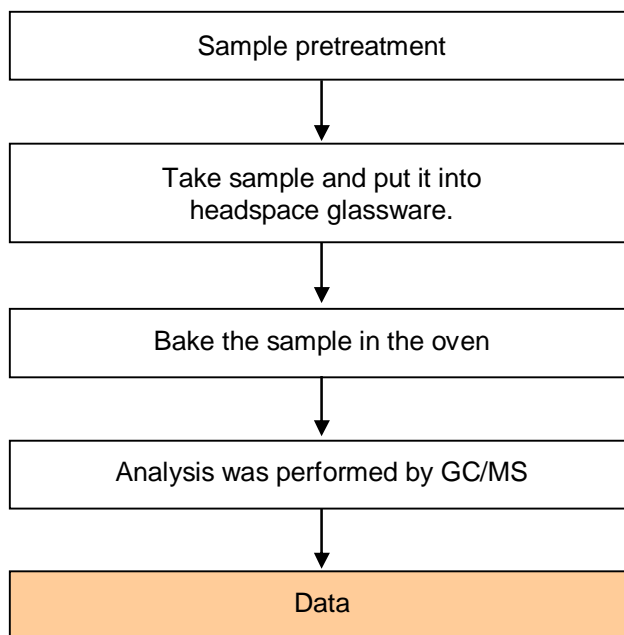 Sample pretreatment
Take sample and put it into
headspace glassware.
Bake the sample in the oven
Analysis was performed by GC/MS
Data